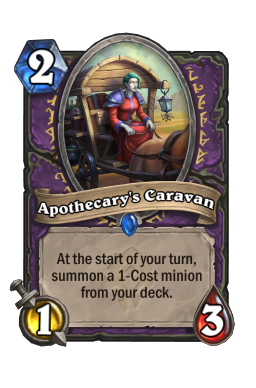 2
Apothecary's Caravan
At the start of your turn,
summon a 1-Cost minion
from your deck.
1
3